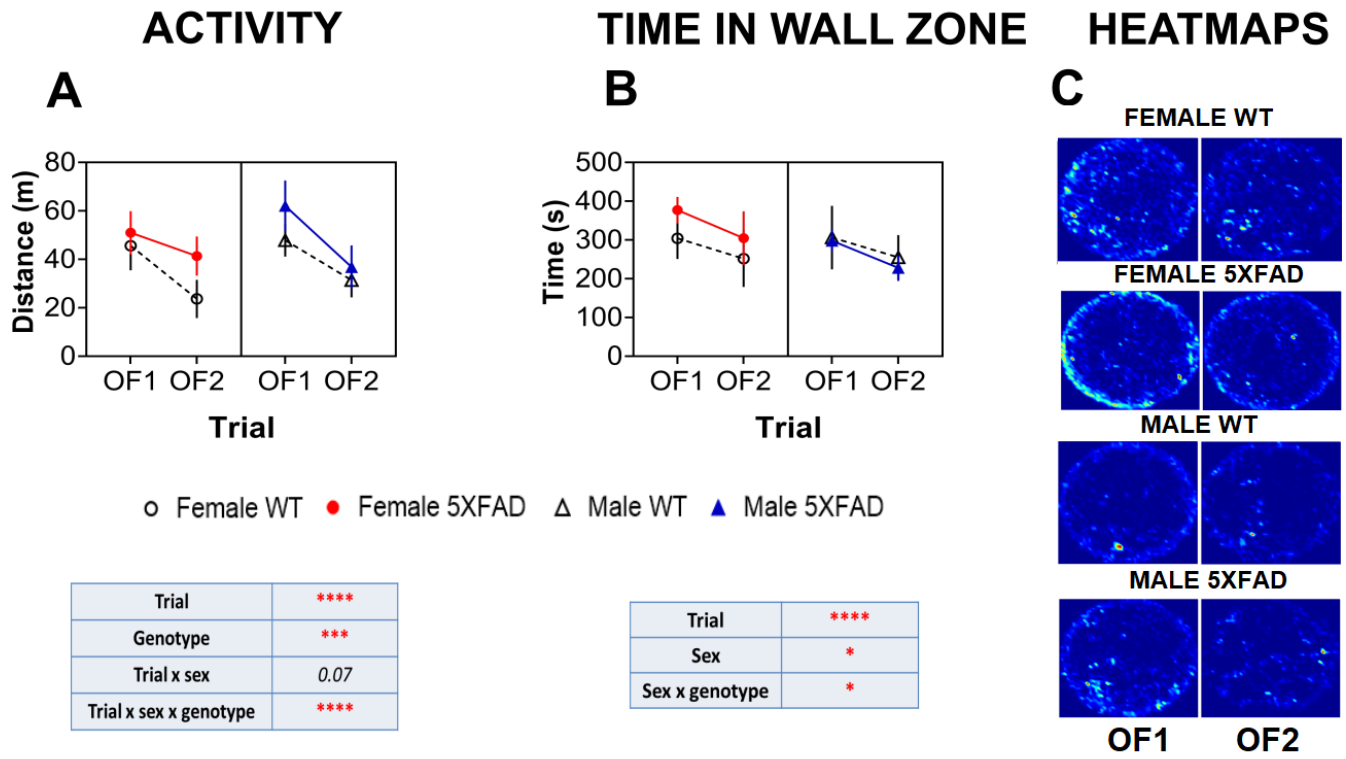 ACTIVITY
TIME IN WALL ZONE
HEATMAPS
A
B
C
Distance (m)
80
60
40
20
0
OF1 OF2 OF1 OF2
Trial
Time (s)
500
400
300
200
100
0
OF1 OF2 OF1 OF2
Trial
FEMALE WT
FEMALE 5XFAD
MALE WT
MALE 5XFAD
OF1 OF2
Female WT Female 5XFAD Male WT Male 5XFAD
Trial ****
Genotype ***
Trial x sex 0.07
Trial x sex x genotype ****
Trial ****
Sex *
Sex x genotype *